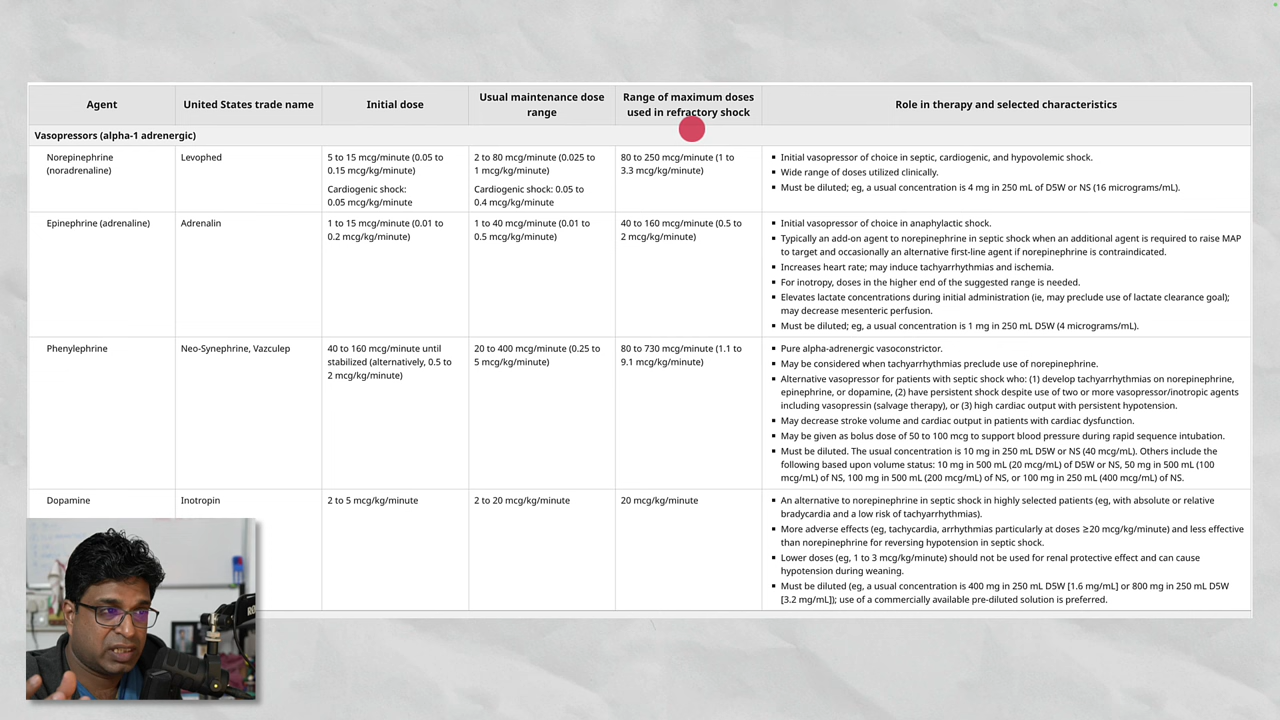 Agent
United States trade name
Initial dose
Usual maintenance dose
range
Range of maximum doses
used in refractory shock
Role in therapy and selected characteristics
Vasopressors (alpha-1 adrenergic)
Norepinephrine
(noradrenaline)
Levophed
5 to 15 mcg/minute (0.05 to
0.15 mcg/kg/minute)
Cardiogenic shock:
0.05 mcg/kg/minute
2 to 80 mcg/minute (0.025 to
1 mcg/kg/minute)
Cardiogenic shock: 0.05 to
0.4 mcg/kg/minute
80 to 250 mcg/minute (1 to
3.3 mcg/kg/minute)
▪ Initial vasopressor of choice in septic, cardiogenic, and hypovolemic shock.
▪ Wide range of doses utilized clinically.
▪ Must be diluted; eg, a usual concentration is 4 mg in 250 mL of D5W or NS (16 micrograms/mL).
Epinephrine (adrenaline)
Adrenalin
1 to 15 mcg/minute (0.01 to
0.2 mcg/kg/minute)
1 to 40 mcg/minute (0.01 to
0.5 mcg/kg/minute)
40 to 160 mcg/minute (0.5 to
2 mcg/kg/minute)
▪ Initial vasopressor of choice in anaphylactic shock.
▪ Typically an add-on agent to norepinephrine in septic shock when an additional agent is required to raise MAP
to target and occasionally an alternative first-line agent if norepinephrine is contraindicated.
▪ Increases heart rate; may induce tachyarrhythmias and ischemia.
▪ For inotropy, doses in the higher end of the suggested range is needed.
▪ Elevates lactate concentrations during initial administration (ie, may preclude use of lactate clearance goal);
may decrease mesenteric perfusion.
▪ Must be diluted; eg, a usual concentration is 1 mg in 250 mL D5W (4 micrograms/mL).
Phenylephrine
Neo-Synephrine, Vazculep
40 to 160 mcg/minute until
stabilized (alternatively, 0.5 to
2 mcg/kg/minute)
20 to 400 mcg/minute (0.25 to
5 mcg/kg/minute)
80 to 730 mcg/minute (1.1 to
9.1 mcg/kg/minute)
▪ Pure alpha-adrenergic vasoconstrictor.
▪ May be considered when tachyarrhythmias preclude use of norepinephrine.
▪ Alternative vasopressor for patients with septic shock who: (1) develop tachyarrhythmias on norepinephrine,
epinephrine, or dopamine, (2) have persistent shock despite use of two or more vasopressor/inotropic agents
including vasopressin (salvage therapy), or (3) high cardiac output with persistent hypotension.
▪ May decrease stroke volume and cardiac output in patients with cardiac dysfunction.
▪ May be given as bolus dose of 50 to 100 mcg to support blood pressure during rapid sequence intubation.
▪ Must be diluted. The usual concentration is 10 mg in 250 mL D5W or NS (40 mcg/mL). Others include the
following based upon volume status: 10 mg in 500 mL (20 mcg/mL) of D5W or NS, 50 mg in 500 mL (100
mcg/mL) of NS, 100 mg in 500 mL (200 mcg/mL) of NS, or 100 mg in 250 mL (400 mcg/mL) of NS.
Dopamine
Inotropin
2 to 5 mcg/kg/minute
2 to 20 mcg/kg/minute
20 mcg/kg/minute
▪ An alternative to norepinephrine in septic shock in highly selected patients (eg, with absolute or relative
bradycardia and a low risk of tachyarrhythmias).
▪ More adverse effects (eg, tachycardia, arrhythmias particularly at doses ≥20 mcg/kg/minute) and less effective
than norepinephrine for reversing hypotension in septic shock.
▪ Lower doses (eg, 1 to 3 mcg/kg/minute) should not be used for renal protective effect and can cause
hypotension during weaning.
▪ Must be diluted (eg, a usual concentration is 400 mg in 250 mL D5W [1.6 mg/mL] or 800 mg in 250 mL D5W
[3.2 mg/mL]); use of a commercially available pre-diluted solution is preferred.